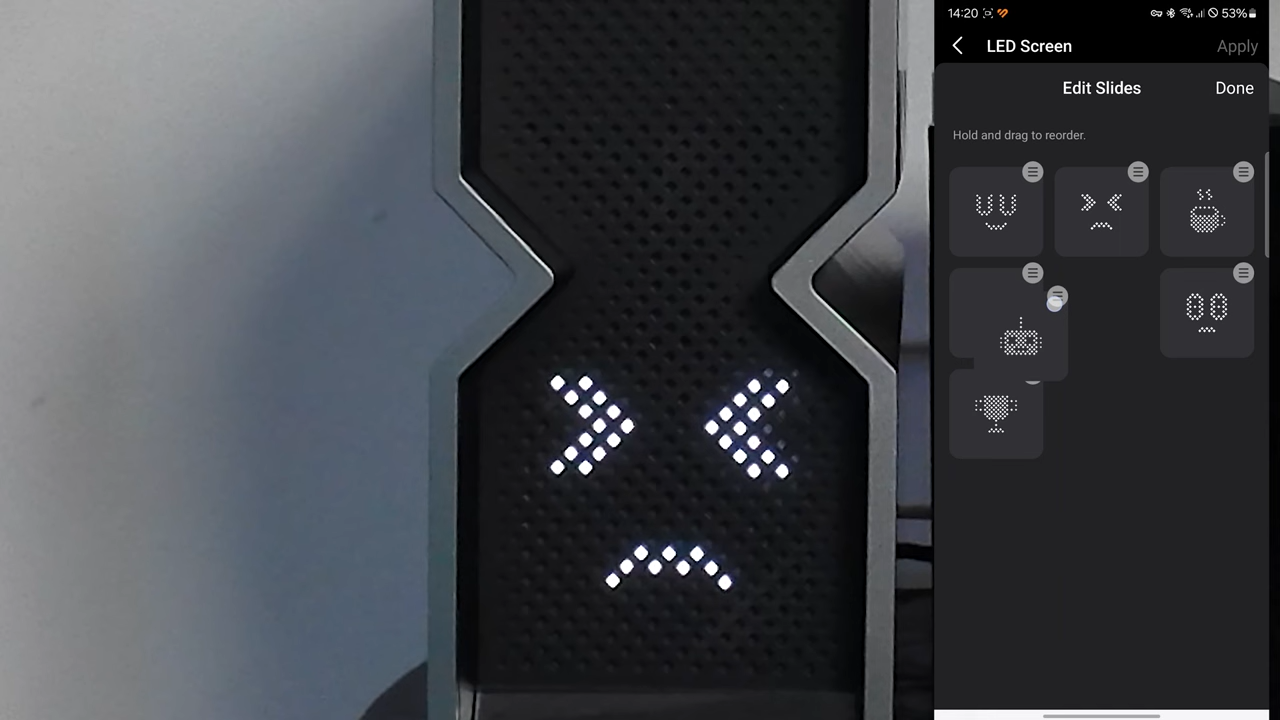 14:20
53%
LED Screen
Apply
Edit Slides
Done
Hold and drag to reorder.